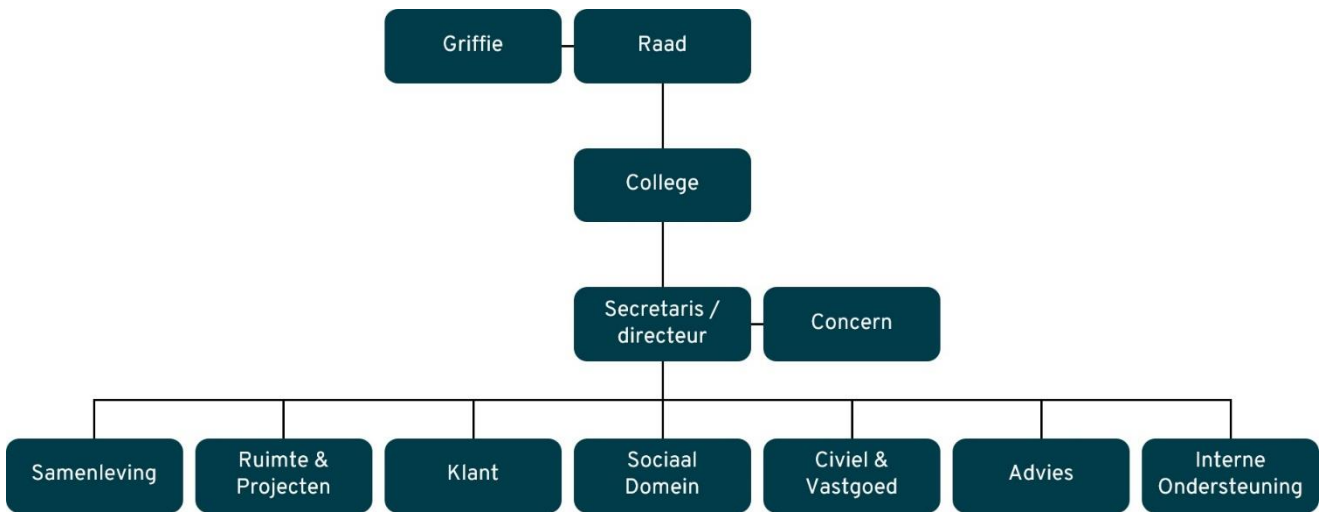 Griffie
Raad
College
Secretaris /
directeur
Concern
Samenleving
Ruimte &
Projecten
Klant
Sociaal
Domein
Civiel &
Vastgoed
Advies
Interne
Ondersteuning